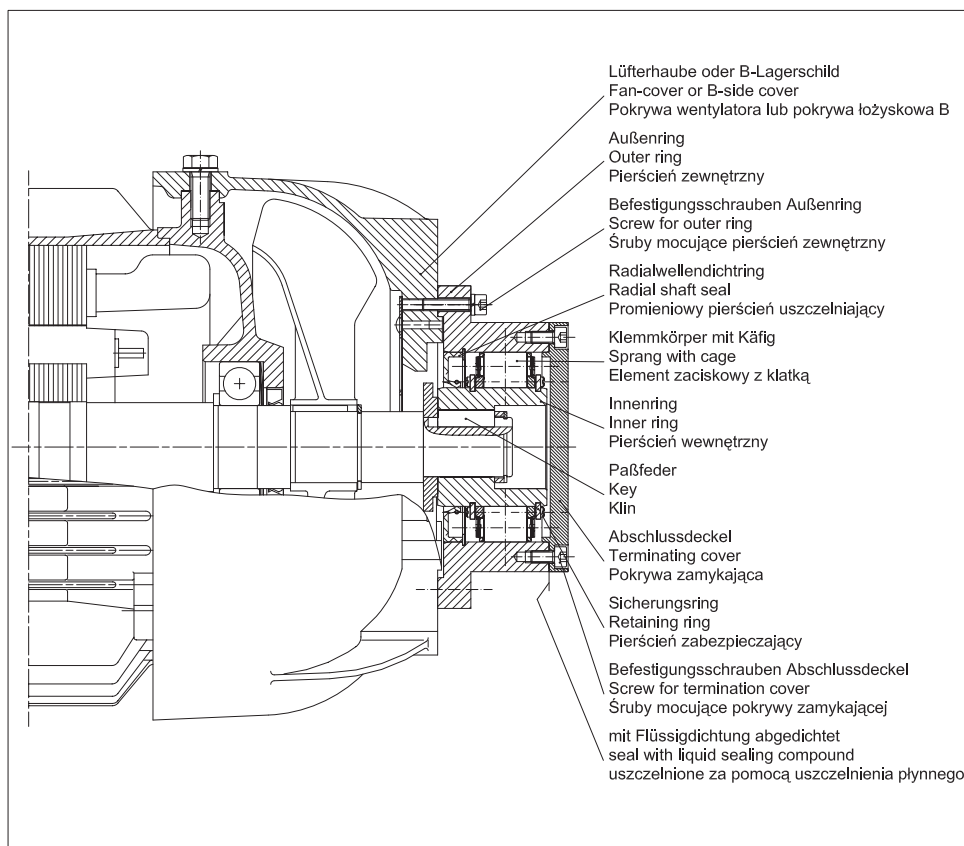 Lüfterhaube oder B-Lagerschild
Fan-cover or B-side cover
Pokrywa wentylatora lub pokrywa łożyskowa B
Außenring
Outer ring
Pierścień zewnętrzny
Befestigungsschrauben Außenring
Screw for outer ring
Śruby mocujące pierścień zewnętrzny
Radialwellendichtring
Radial shaft seal
Promieniowy pierścień uszczelniający
Klemmkörper mit Käfig
Sprang with cage
Element zaciskowy z klatką
Innenring
Inner ring
Pierścień wewnętrzny
Paßfeder
Key
Klin
Abschlussdeckel
Terminating cover
Pokrywa zamykająca
Sicherungsring
Retaining ring
Pierścień zabezpieczający
Befestigungsschrauben Abschlussdeckel
Screw for termination cover
Śruby mocujące pokrywy zamykającej
mit Flüssigdichtung abgedichtet
seal with liquid sealing compound
uszczelnione za pomocą uszczelnienia płynnego